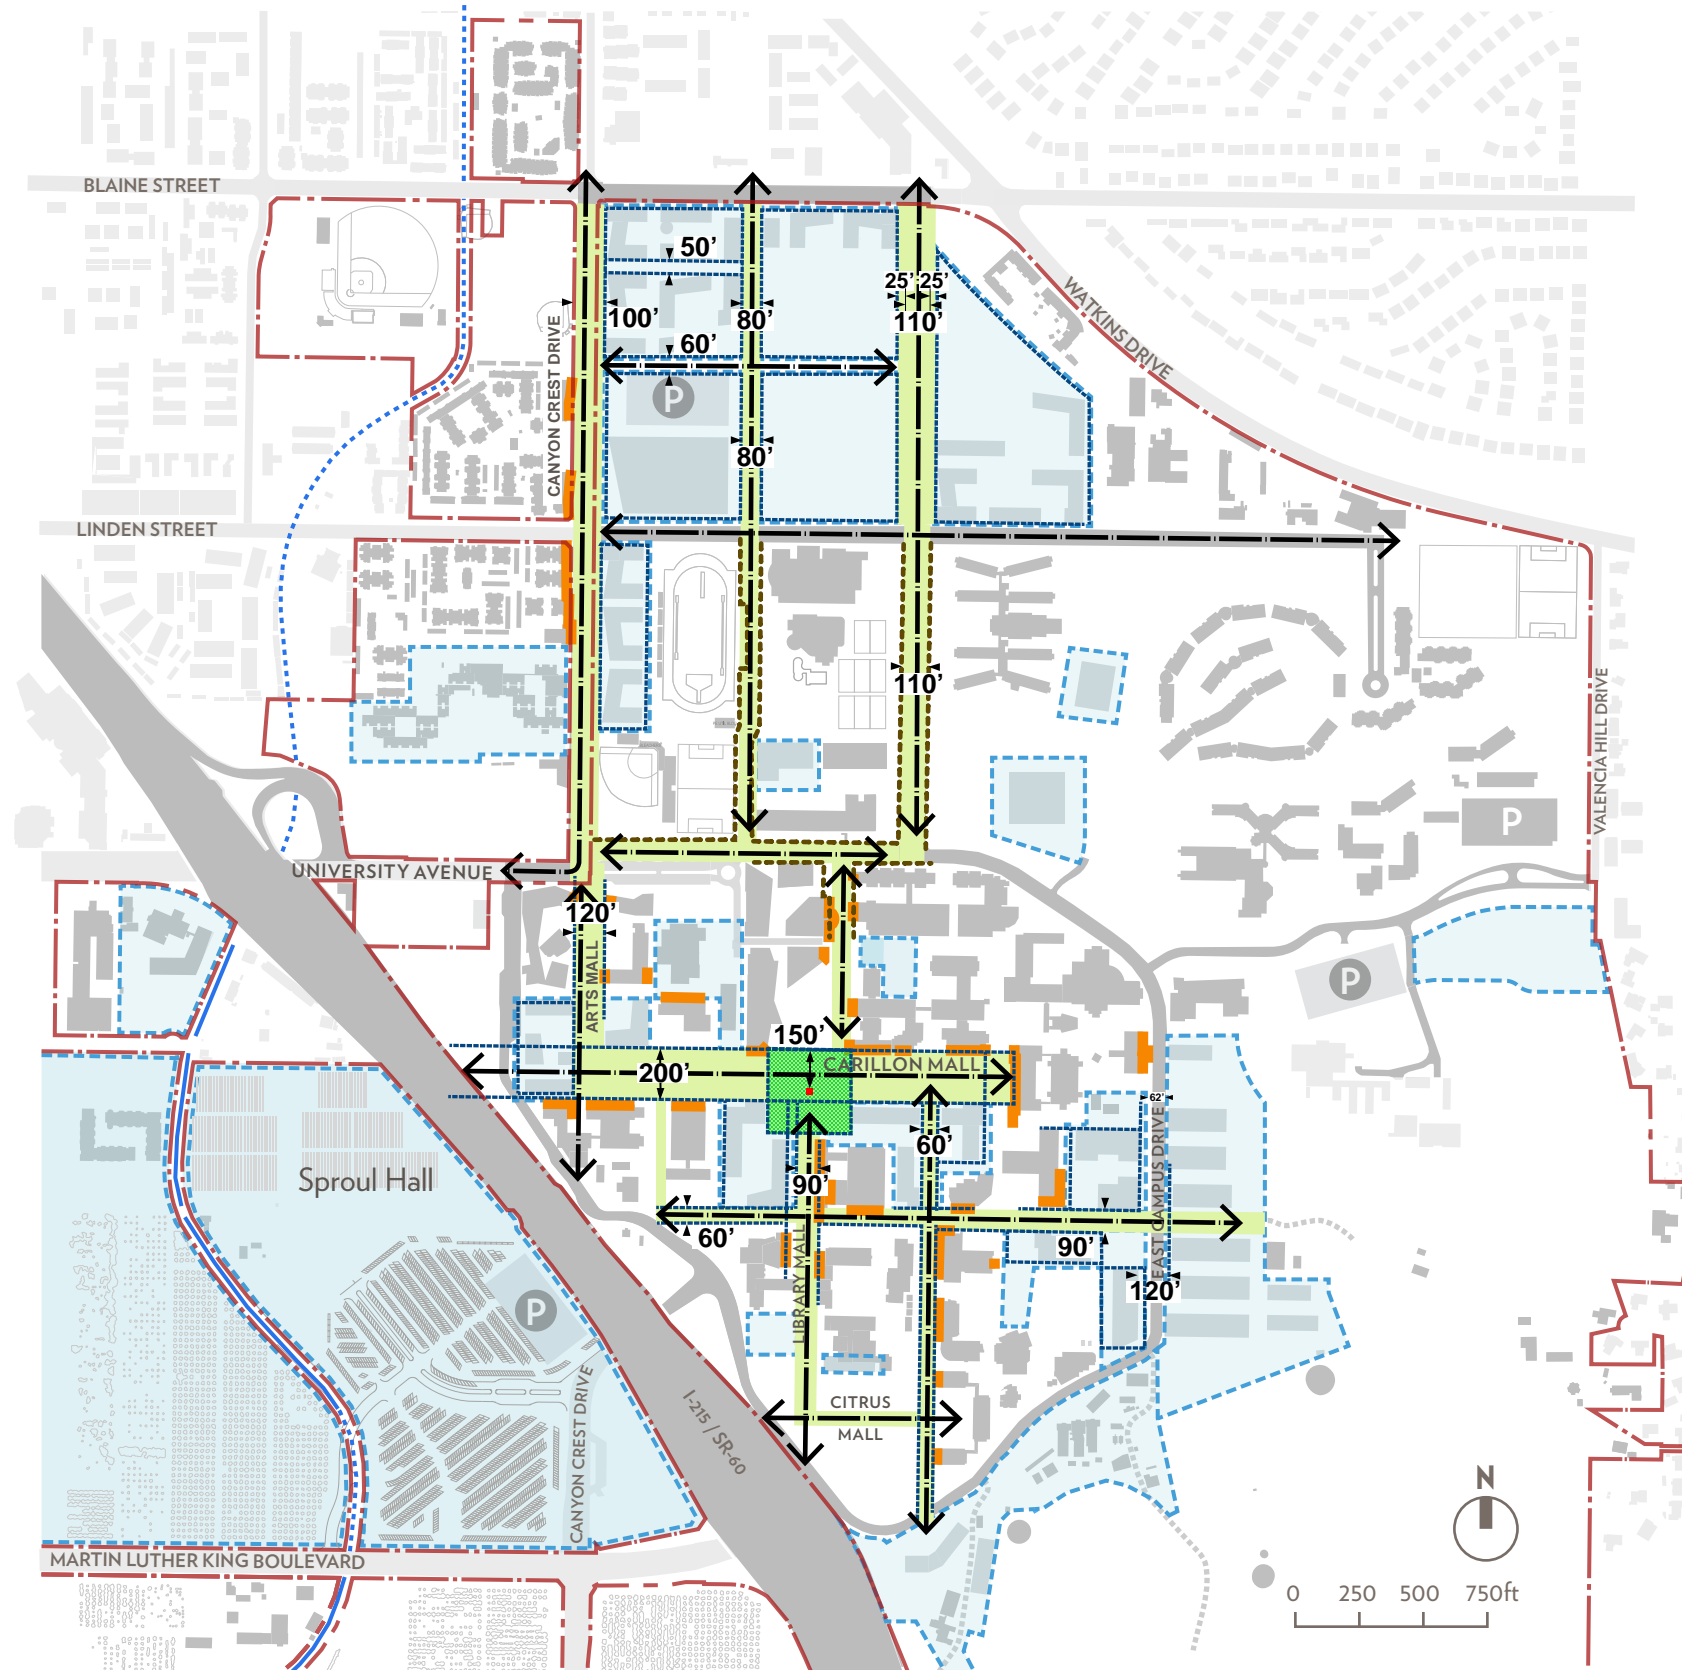 BLAINE STREET
50’
25’ 25’
100’
80’
110’
60’
P
WATKINS DRIVE
CANYON CREST DRIVE
80’
LINDEN STREET
110’
VALENCIA HILL DRIVE
P
UNIVERSITY AVENUE
120’
ARTS MALL
P
150’
CARILLON MALL
200’
62’
60’
Sproul Hall
90’
EAST CAMPUS DRIVE
60’
90’
LIBRARY MALL
120’
P
CANYON CREST DRIVE
I-215 / SR-60
CITRUS
MALL
N
MARTIN LUTHER KING BOULEVARD
0 250 500 750ft